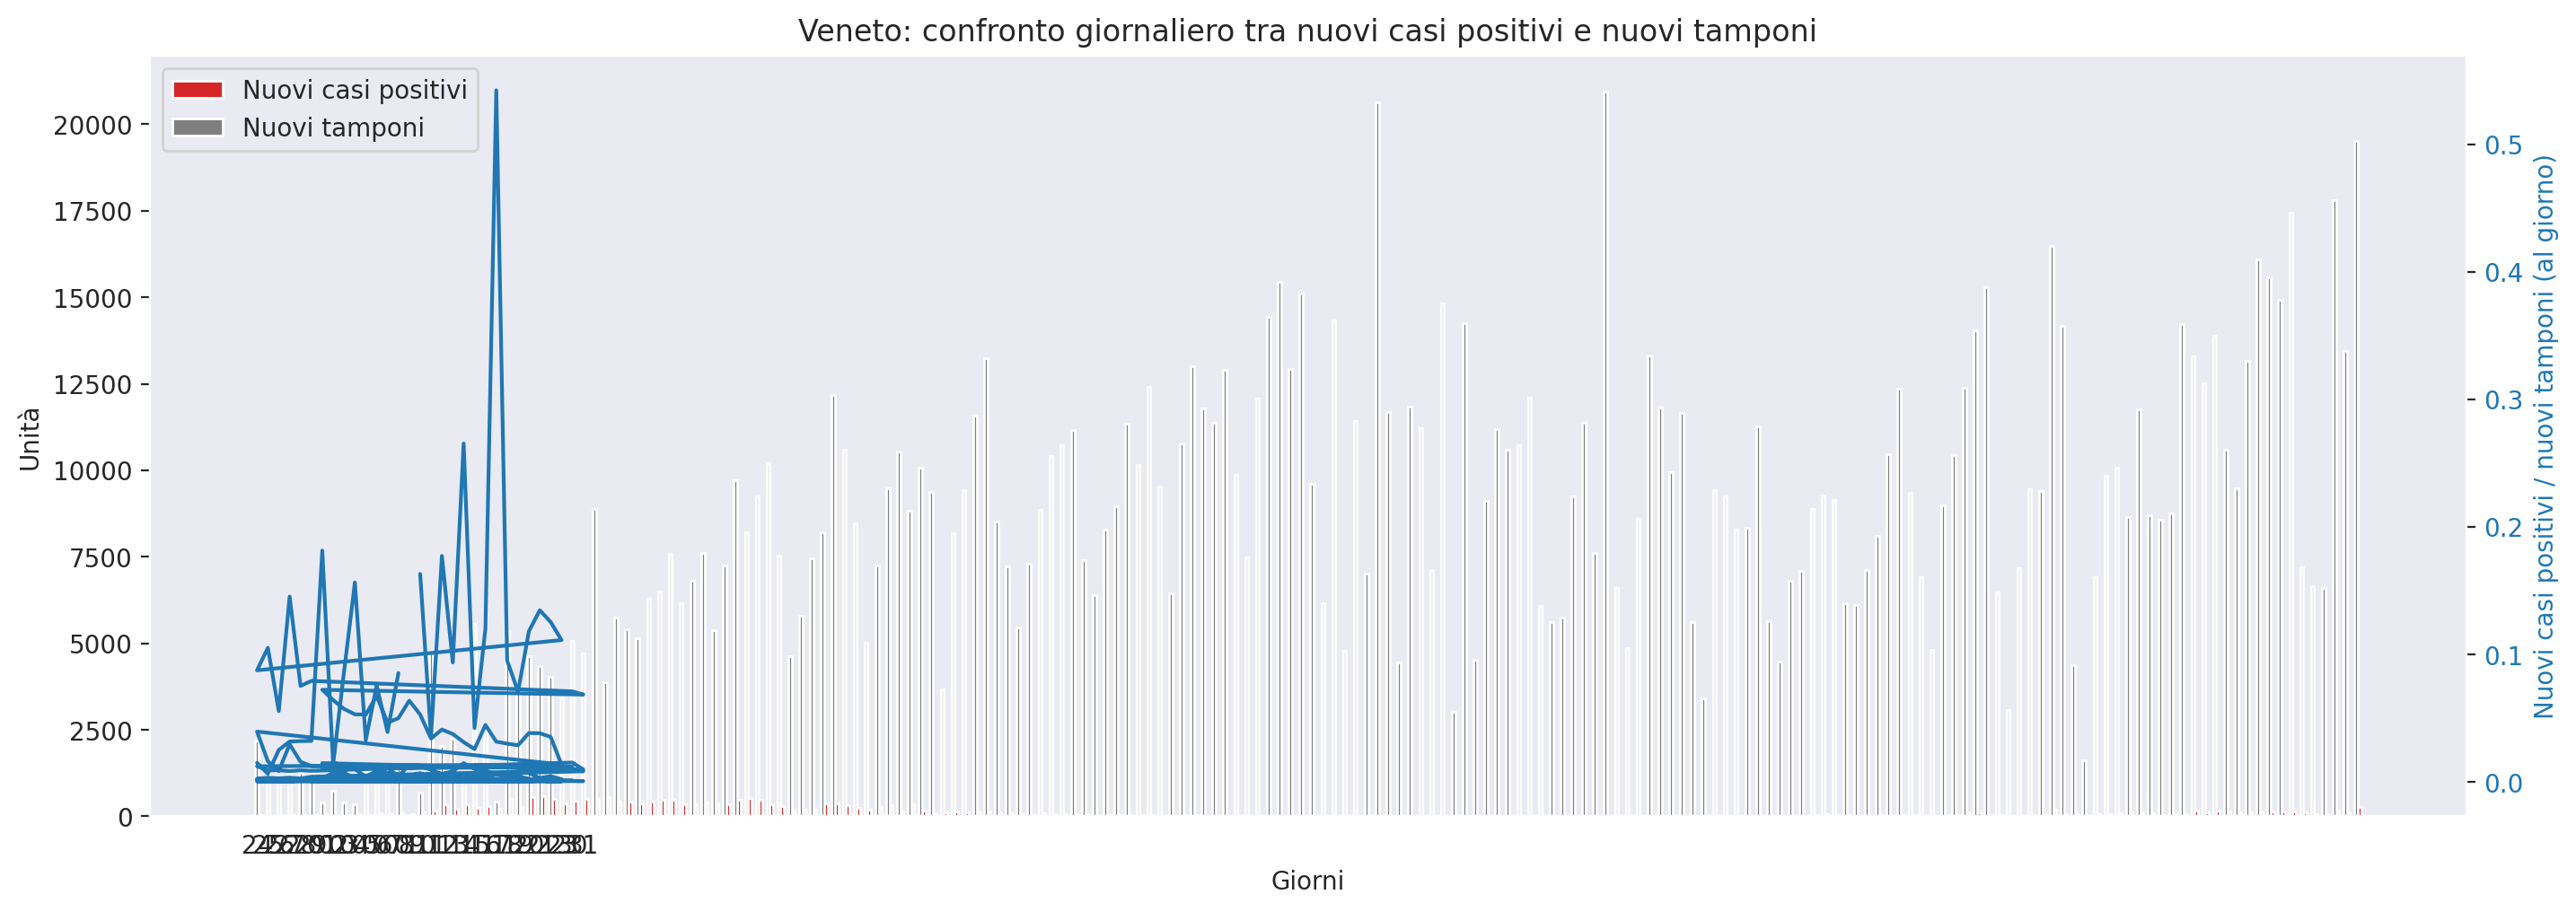 Veneto: confronto giornaliero tra nuovi casi positivi e nuovi tamponi
Nuovi casi positivi
Nuovi tamponi
20000
17500
15000
12500
10000
7500
5000
2500
0
Unità
0.5
0.4
0.3
0.2
0.1
0.0
Nuovi casi positivi / nuovi tamponi (al giorno)
Giorni